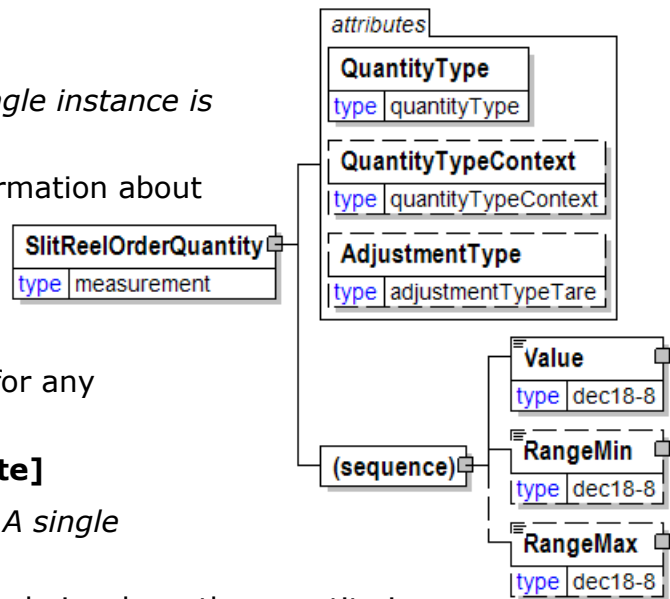 ngle instance is
rmation about
for any
te]
A single
attributes
QuantityType
type quantityType
QuantityTypeContext
type quantityTypeContext
AdjustmentType
type adjustmentTypeTare
SlitReelOrderQuantity
type measurement
(sequence)
Value
type dec18-8
RangeMin
type dec18-8
RangeMax
type dec18-8